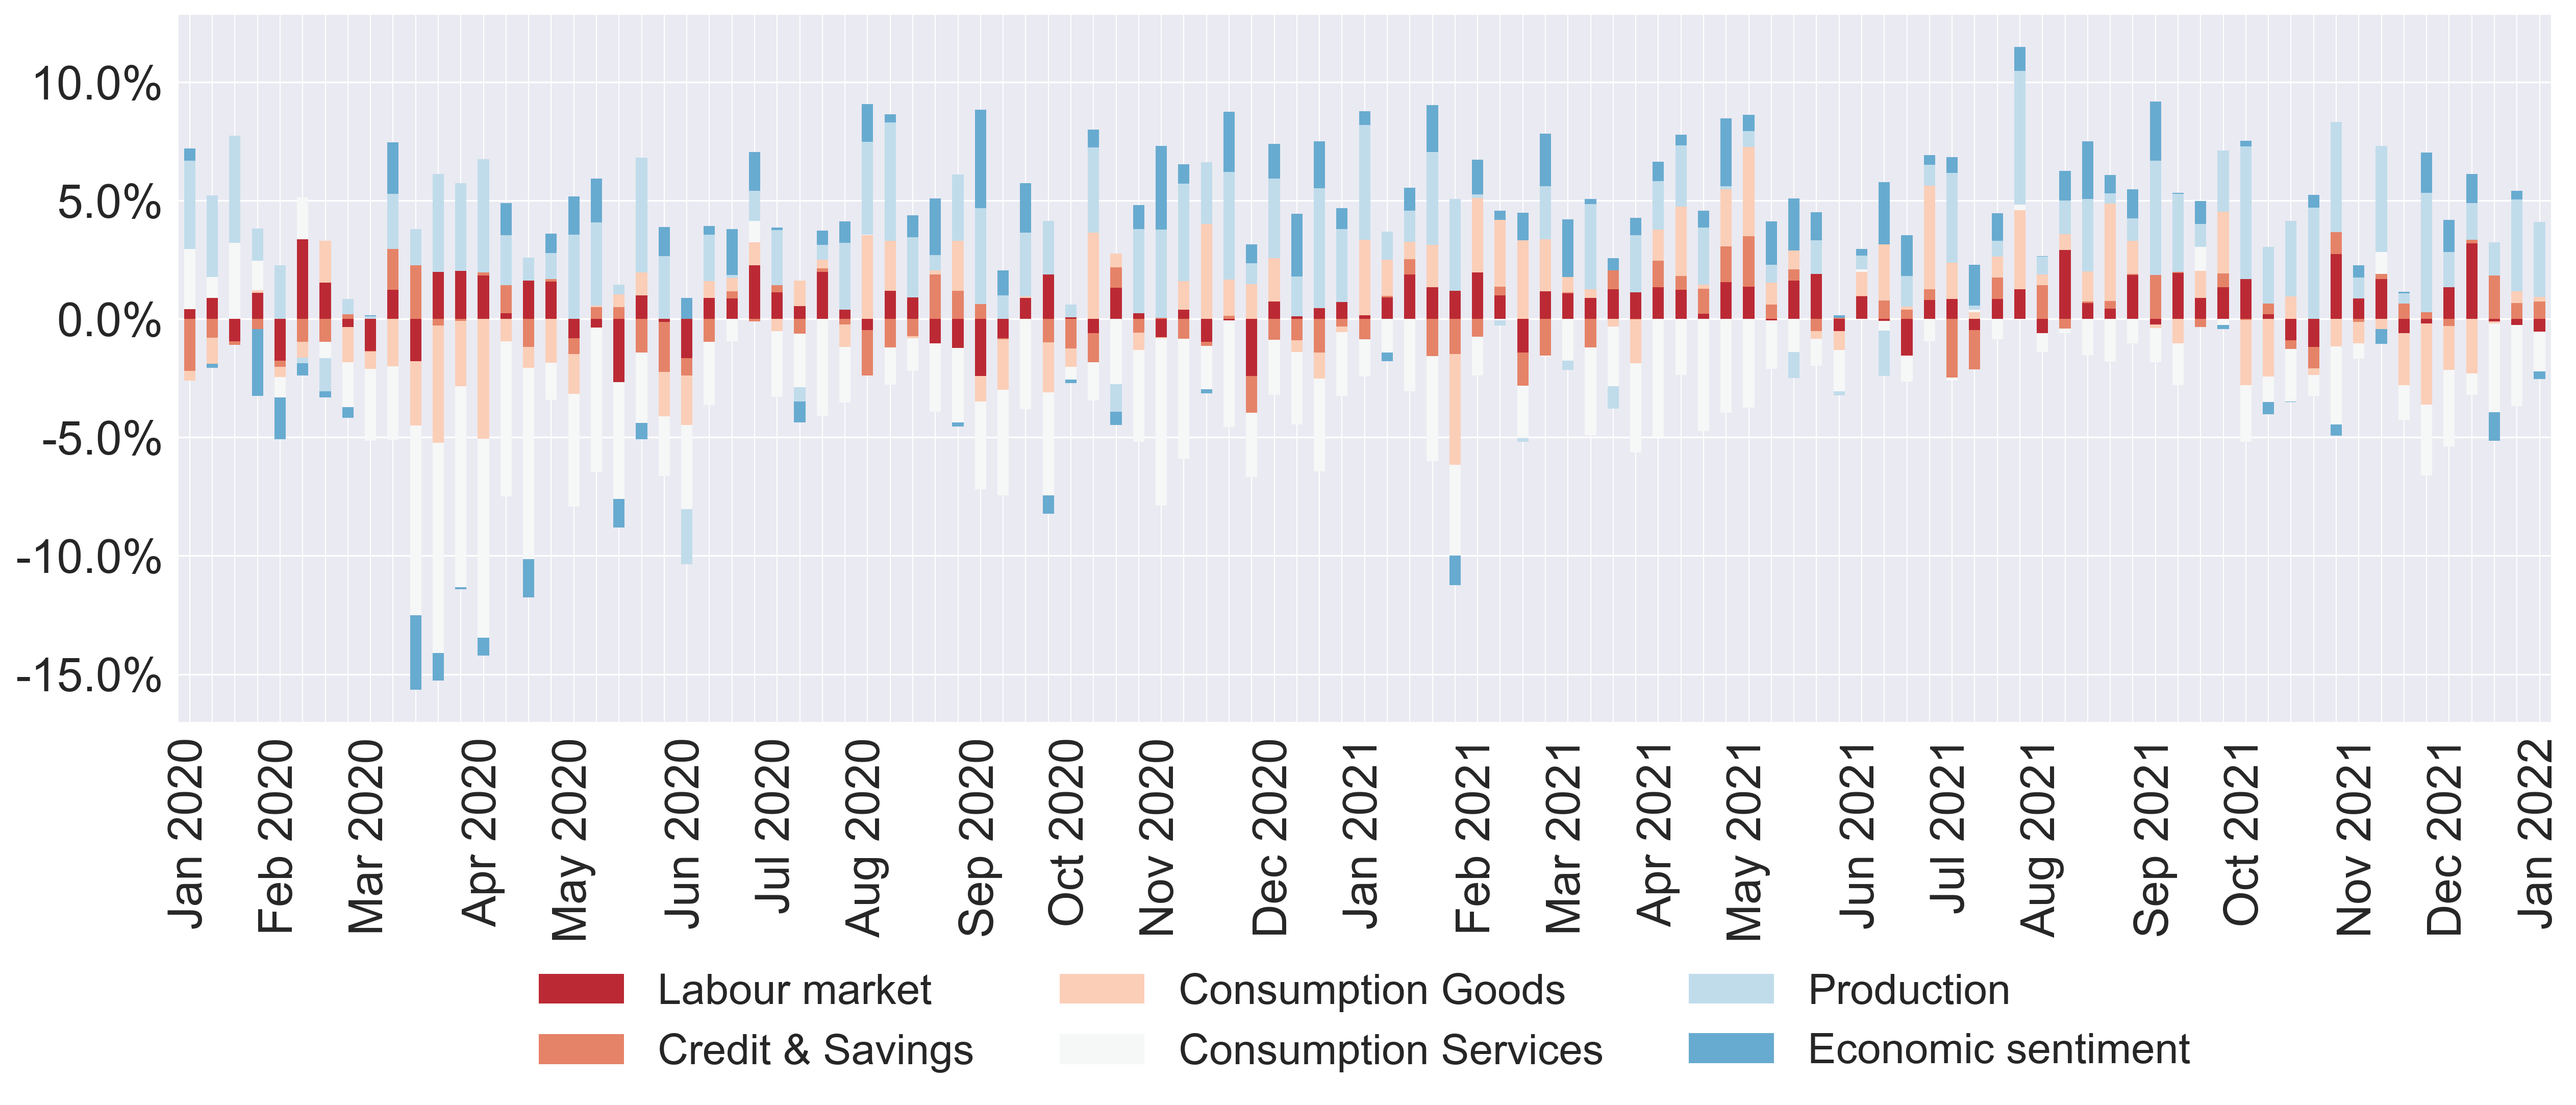 10.0%
5.0%
0.0%
-5.0%
-10.0%
-15.0%
Jan 2020
Feb 2020
Mar 2020
Apr 2020
May 2020
Jun 2020
Jul 2020
Aug 2020
Sep 2020
Oct 2020
Nov 2020
Dec 2020
Jan 2021
Feb 2021
Mar 2021
Apr 2021
May 2021
Jun 2021
Jul 2021
Aug 2021
Sep 2021
Oct 2021
Nov 2021
Dec 2021
Jan 2022
Labour market
Credit & Savings
Consumption Goods
Consumption Services
Production
Economic sentiment